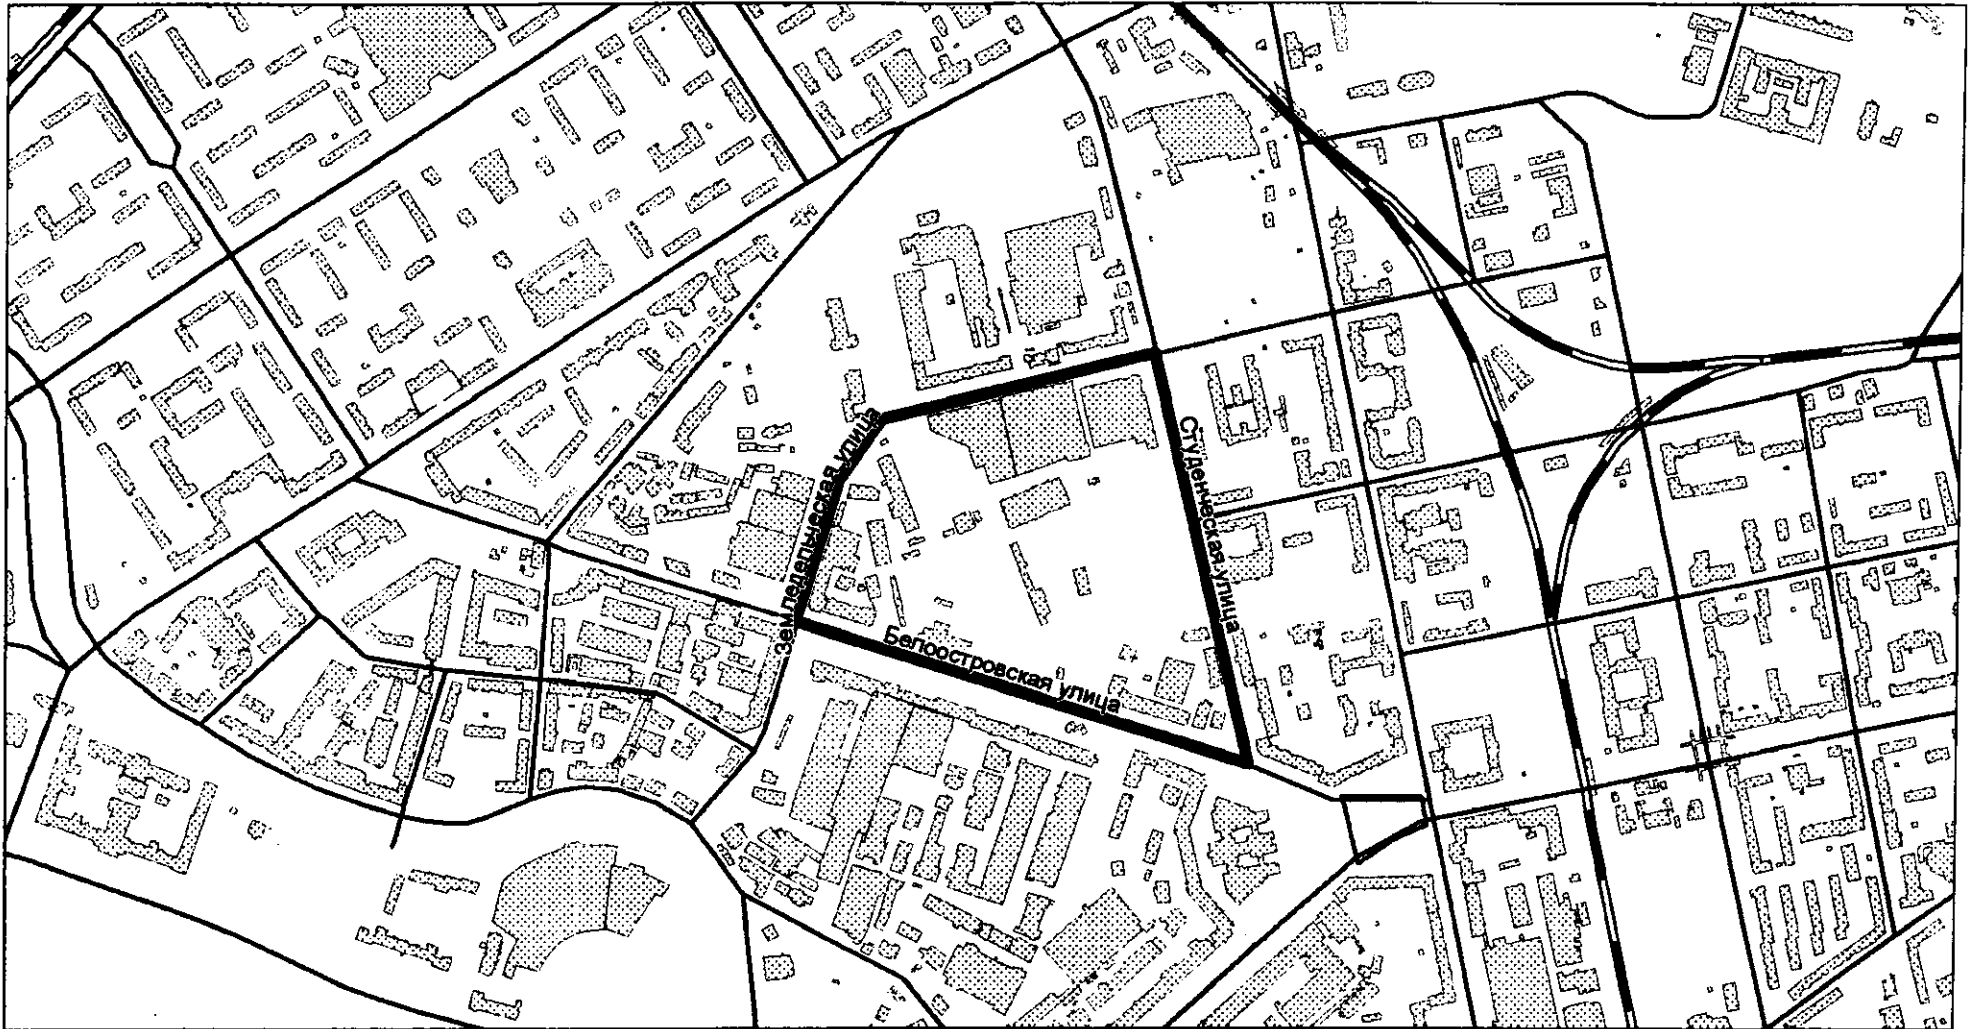 Земледельческая улица
Студенческая улица
Белоостровская улица